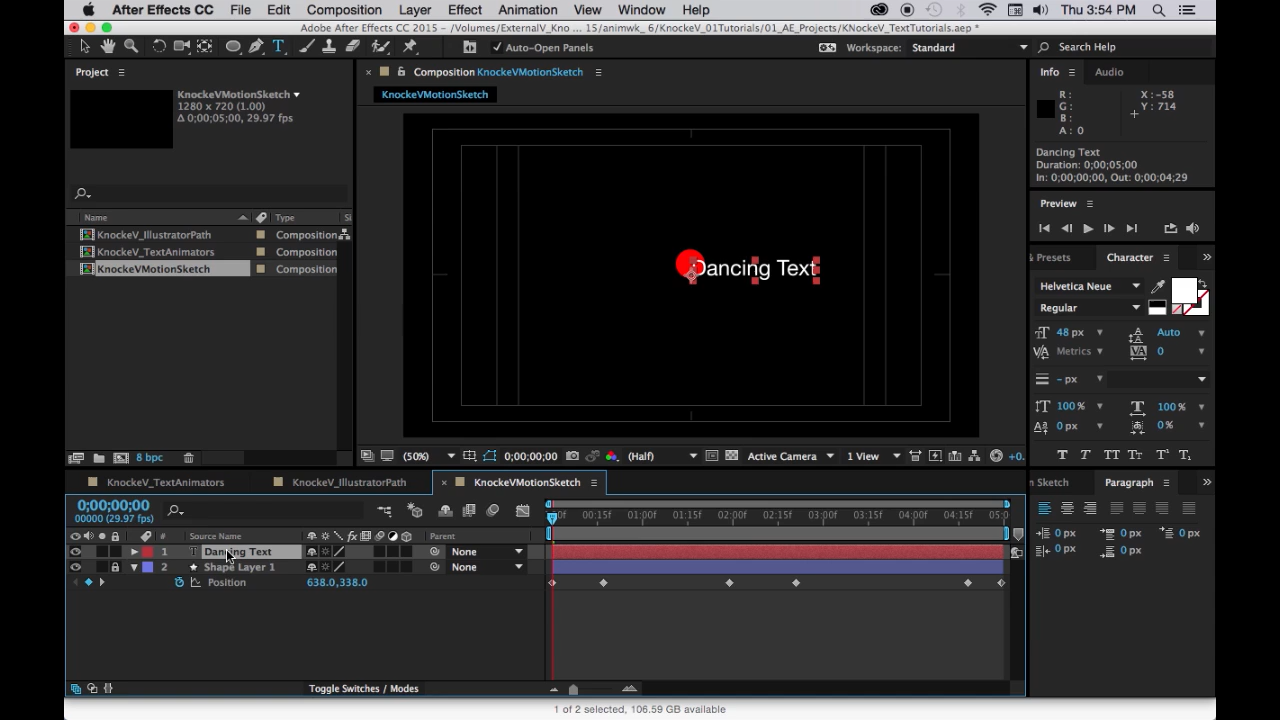 After Effects CC File Edit Composition Layer Effect Animation View Window Help Thu 3:54 PM
Adobe After Effects CC 2015 - /Volumes/ExternalV_Kno ... 15/animwk_ 6/KnockeV_01Tutorials/01_AE_Projects/KNockeV_TextTutorials.aep *
Auto-Open Panels
Workspace: Standard
Search Help
Project
KnockeVMotionSketch
1280 x 720 (1.00)
Δ 0;00;05;00, 29.97 fps
Name Type Si
KnockeV_IllustratorPath Composition
KnockeV_TextAnimators Composition
KnockeVMotionSketch Composition
8 bpc
Composition KnockeVMotionSketch
KnockeVMotionSketch
Dancing Text
(50%) 0;00;00;00 (Half) Active Camera 1 View +0.
Info Audio
R : X : -58
G : Y : 714
B :
A : 0
Dancing Text
Duration: 0;00;05;00
In: 0;00;00;00, Out: 0;00;04;29
Preview
Presets Character
Helvetica Neue
Regular
48 px Auto
Metrics 0
- px
100 % 100 %
0 px 0 %
T T TT Tr T¹ T₁
Sketch Paragraph
0 px 0 px 0 px
0 px 0 px
KnockeV_TextAnimators KnockeV_IllustratorPath KnockeVMotionSketch
0;00;00;00
00000 (29.97 fps)
0f 00:15f 01:00f 01:15f 02:00f 02:15f 03:00f 03:15f 04:00f 04:15f 05:0
# Source Name Parent
1 T Dancing Text None
2 Shape Layer 1 None
Position 638.0,338.0
Toggle Switches / Modes
1 of 2 selected, 106.59 GB available